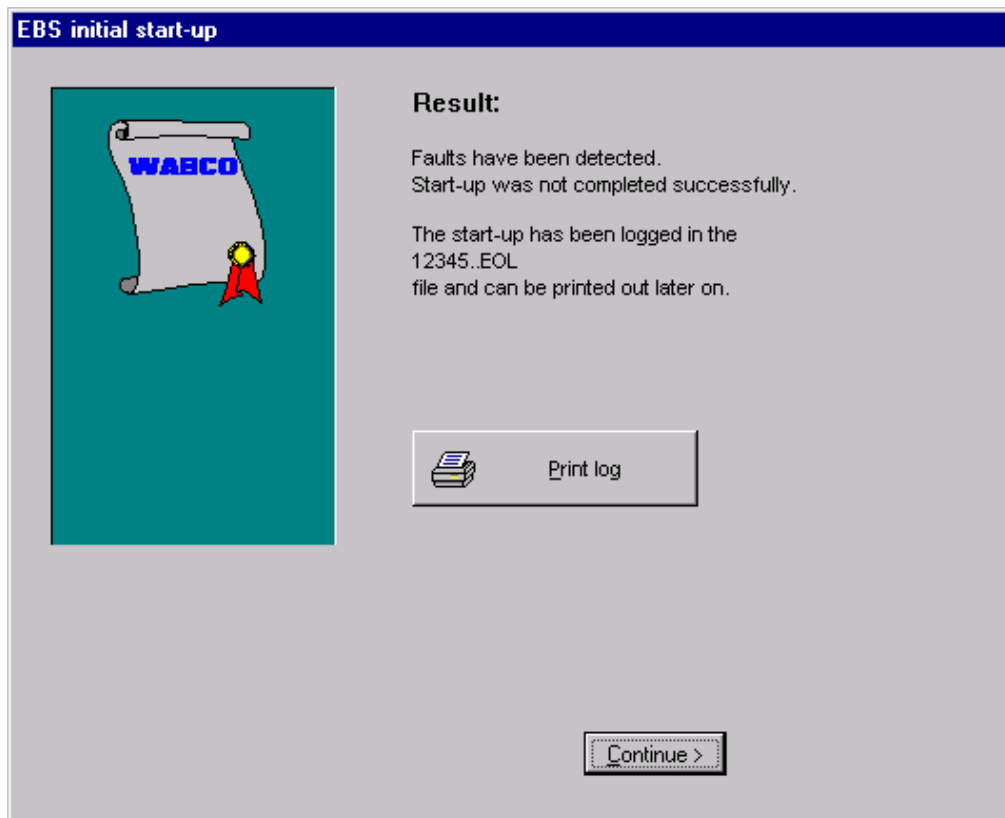 EBS initial start-up
WABCO
Result:
Faults have been detected.
Start-up was not completed successfully.
The start-up has been logged in the
12345..EOL
file and can be printed out later on.
Print log
Continue >